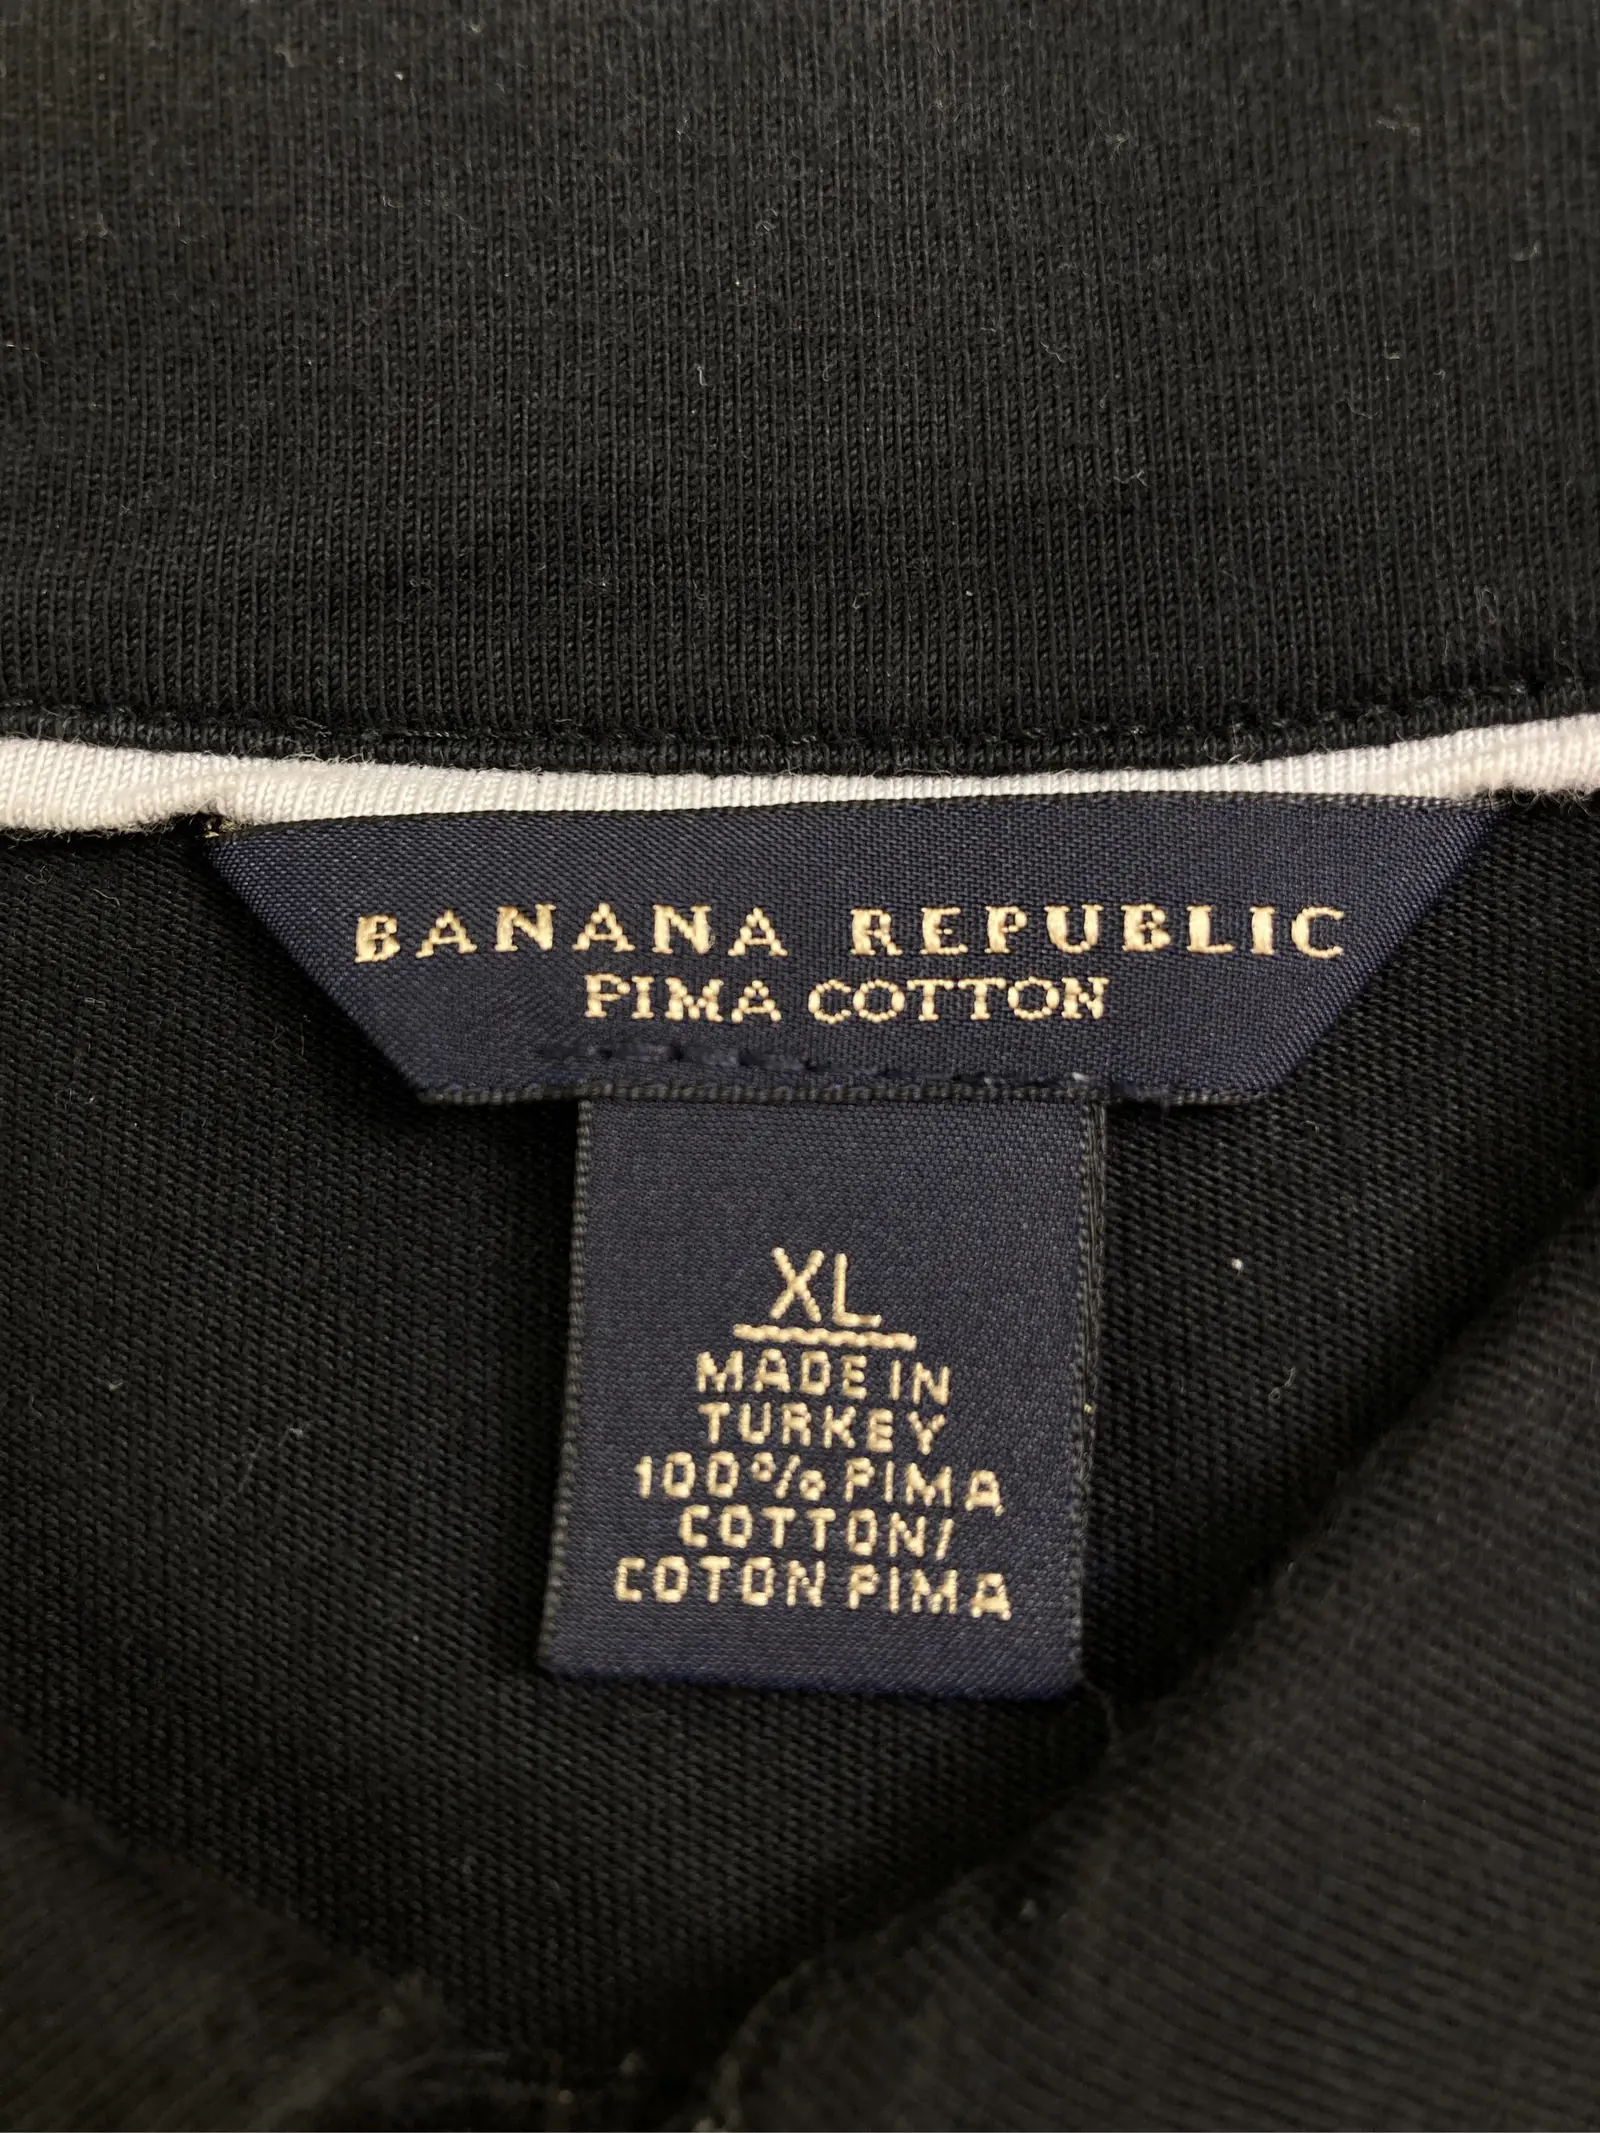 BANANA REPUBLIC
PIMA COTTON
XL
MADE IN
TURKEY
100% PIMA
COTTON/
COTON PIMA